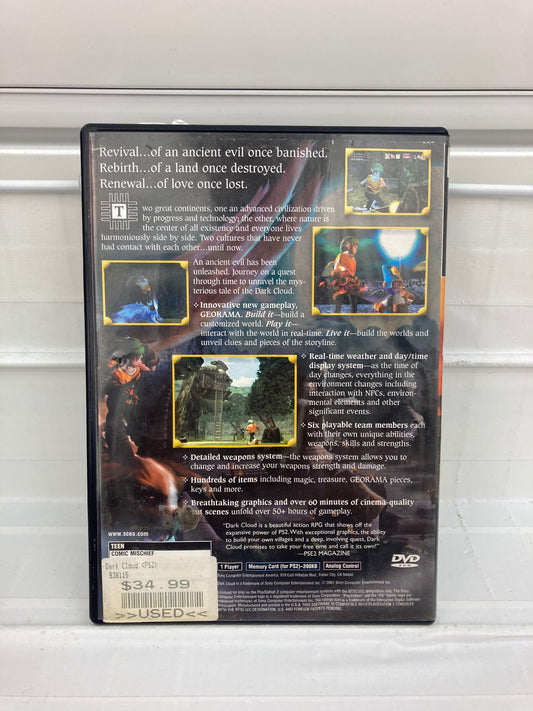 Revival...of an ancient evil once banished.
Rebirth...of a land once destroyed.
Renewal...of love once lost.
Two great continents, one an advanced civilization driven
by progress and technology; the other, where nature is
the center of all existence and everyone lives
harmoniously side by side. Two cultures that have never
had contact with each other...until now.
An ancient evil has been
unleashed. Journey on a quest
through time to unravel the mys-
terious tale of the Dark Cloud.
Innovative new gameplay,
GEORAMA. Build it—build a
customized world. Play it—
interact with the world in real-time. Live it—build the worlds and
unveil clues and pieces of the storyline.
Real-time weather and day/time
display system—as the time of
day changes, everything in the
environment changes including
interaction with NPCs, environ-
mental elements and other
significant events.
Six playable team members each
with their own unique abilities,
weapons, skills and strengths.
Detailed weapons system—the weapons system allows you to
change and increase your weapons strength and damage.
Hundreds of items including magic, treasure, GEORAMA pieces,
keys and more.
Breathtaking graphics and over 60 minutes of cinema-quality
cut scenes unfold over 50+ hours of gameplay.
www.scea.com
"Dark Cloud is a beautiful action RPG that shows off the
expansive power of PS2. With exceptional graphics, the ability
to build your own villages and a deep, involving quest, Dark
Cloud promises to take your free time and call it its own!"
—PSE2 MAGAZINE
TEEN
COMIC MISCHIEF
Dark Cloud (PS2)
538115
$34.99
>>USED<<
DVD
1 Player
Memory Card (for PS2)–390KB
Analog Control
Sony Computer Entertainment America, 919 East Hillsdale Blvd., Foster City, CA 94404